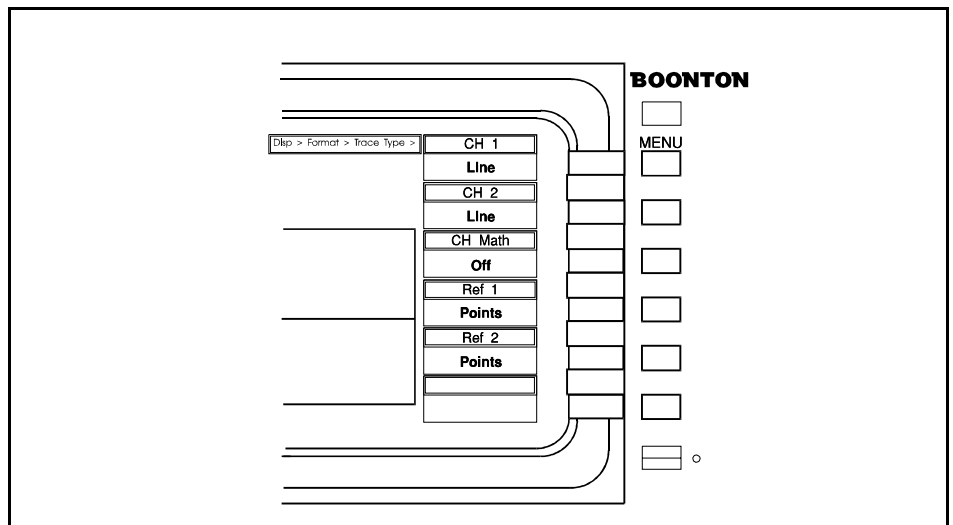 BOONTON
MENU
Disp > Format > Trace Type >
CH 1
Line
CH 2
Line
CH Math
Off
Ref 1
Points
Ref 2
Points